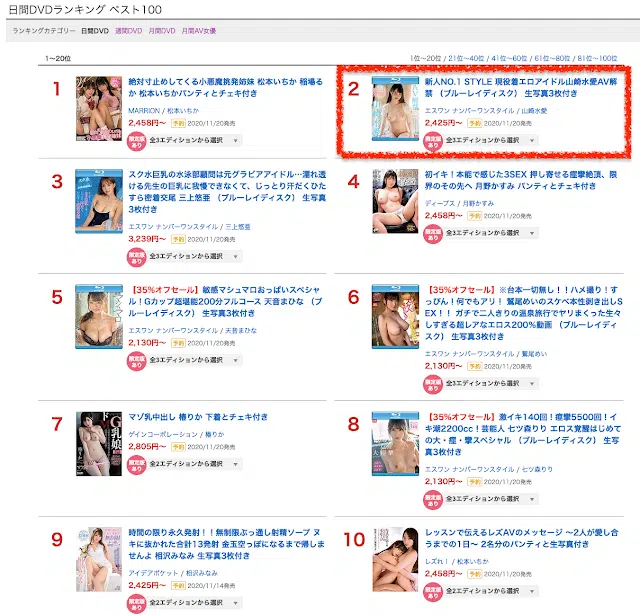 日間DVDランキング ベスト100
ランキングカテゴリー 日間DVD 週間DVD 月間DVD 月間AV女優
1～20位
1位～20位 / 21位～40位 / 41位～60位 / 61位～80位 / 81位～100位
1
絶対寸止めしてくる小悪魔挑発姉妹 松本いちか 稲場る
か 松本いちかパンティとチェキ付き
MARRION / 松本いちか
2,458円～ 予約 2020/11/20発売
限定版あり 全3エディションから選択
2
新人NO.1 STYLE 現役着エロアイドル山崎水愛AV解
禁 （ブルーレイディスク） 生写真3枚付き
エスワン ナンバーワンスタイル / 山崎水愛
2,425円～ 予約 2020/11/20発売
限定版あり 全3エディションから選択
3
スク水巨乳の水泳部顧問は元グラビアアイドル…濡れ透
ける先生の巨乳に我慢できなくて、じっとり汗だくひた
すら密着交尾 三上悠亜 （ブルーレイディスク） 生写真
3枚付き
エスワン ナンバーワンスタイル / 三上悠亜
3,239円～ 予約 2020/11/20発売
限定版あり 全3エディションから選択
4
初イキ！本能で感じた3SEX 押し寄せる痙攣絶頂、限
界のその先へ 月野かすみ パンティとチェキ付き
ディープス / 月野かすみ
2,458円～ 予約 2020/11/20発売
限定版あり 全3エディションから選択
5
【35%オフセール】敏感マシュマロおっぱいスペシャ
ル！Gカップ超堪能200分フルコース 天音まひな （ブ
ルーレイディスク） 生写真3枚付き
エスワン ナンバーワンスタイル / 天音まひな
2,130円～ 予約 2020/11/20発売
限定版あり 全3エディションから選択
6
【35%オフセール】※台本一切無し！！ハメ撮り！す
っぴん！何でもアリ！ 鷲尾めいのスケベ本性剥き出しS
EX！！ ガチで二人きりの温泉旅行でヤリまくった生々
しすぎる超レアなエロス200％動画 （ブルーレイディス
ク） 生写真3枚付き
エスワン ナンバーワンスタイル / 鷲尾めい
2,130円～ 予約 2020/11/20発売
限定版あり 全3エディションから選択
7
マゾ乳中出し 椿りか 下着とチェキ付き
ゲインコーポレーション / 椿りか
2,805円～ 予約 2020/11/20発売
限定版あり 全2エディションから選択
8
【35%オフセール】激イキ140回！痙攣5500回！イ
キ潮2200cc！芸能人 七ツ森りり エロス覚醒はじめて
の大・痙・攣スペシャル （ブルーレイディスク） 生写
真3枚付き
エスワン ナンバーワンスタイル / 七ツ森りり
2,130円～ 予約 2020/11/20発売
限定版あり 全3エディションから選択
9
時間の限り永久発射！！無制限ぶっ通し射精ソープ ヌ
キに抜かれた合計13発射 金玉空っぽになるまで帰しま
せんよ 相沢みなみ 生写真3枚付き
アイデアポケット / 相沢みなみ
2,425円～ 予約 2020/11/14発売
限定版あり 全2エディションから選択
10
レッスンで伝えるレズAVのメッセージ ～2人が愛し合
うまでの1日～ 2名分のパンティと生写真付き
レズれ！ / 松本いちか
2,458円～ 予約 2020/11/20発売
限定版あり 全2エディションから選択